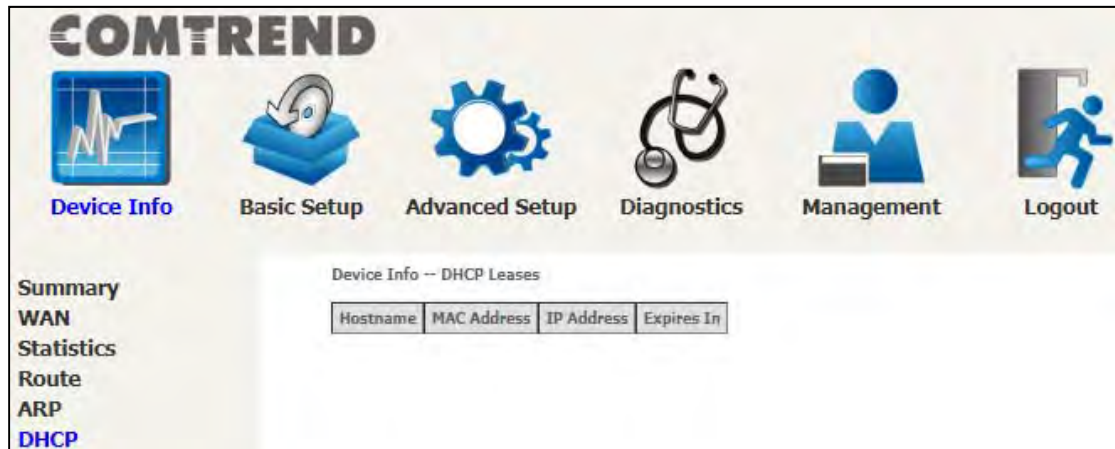 COMTREND
Device Info Basic Setup Advanced Setup Diagnostics Management Logout
Summary
WAN
Statistics
Route
ARP
DHCP
Device Info -- DHCP Leases
Hostname MAC Address IP Address Expires In